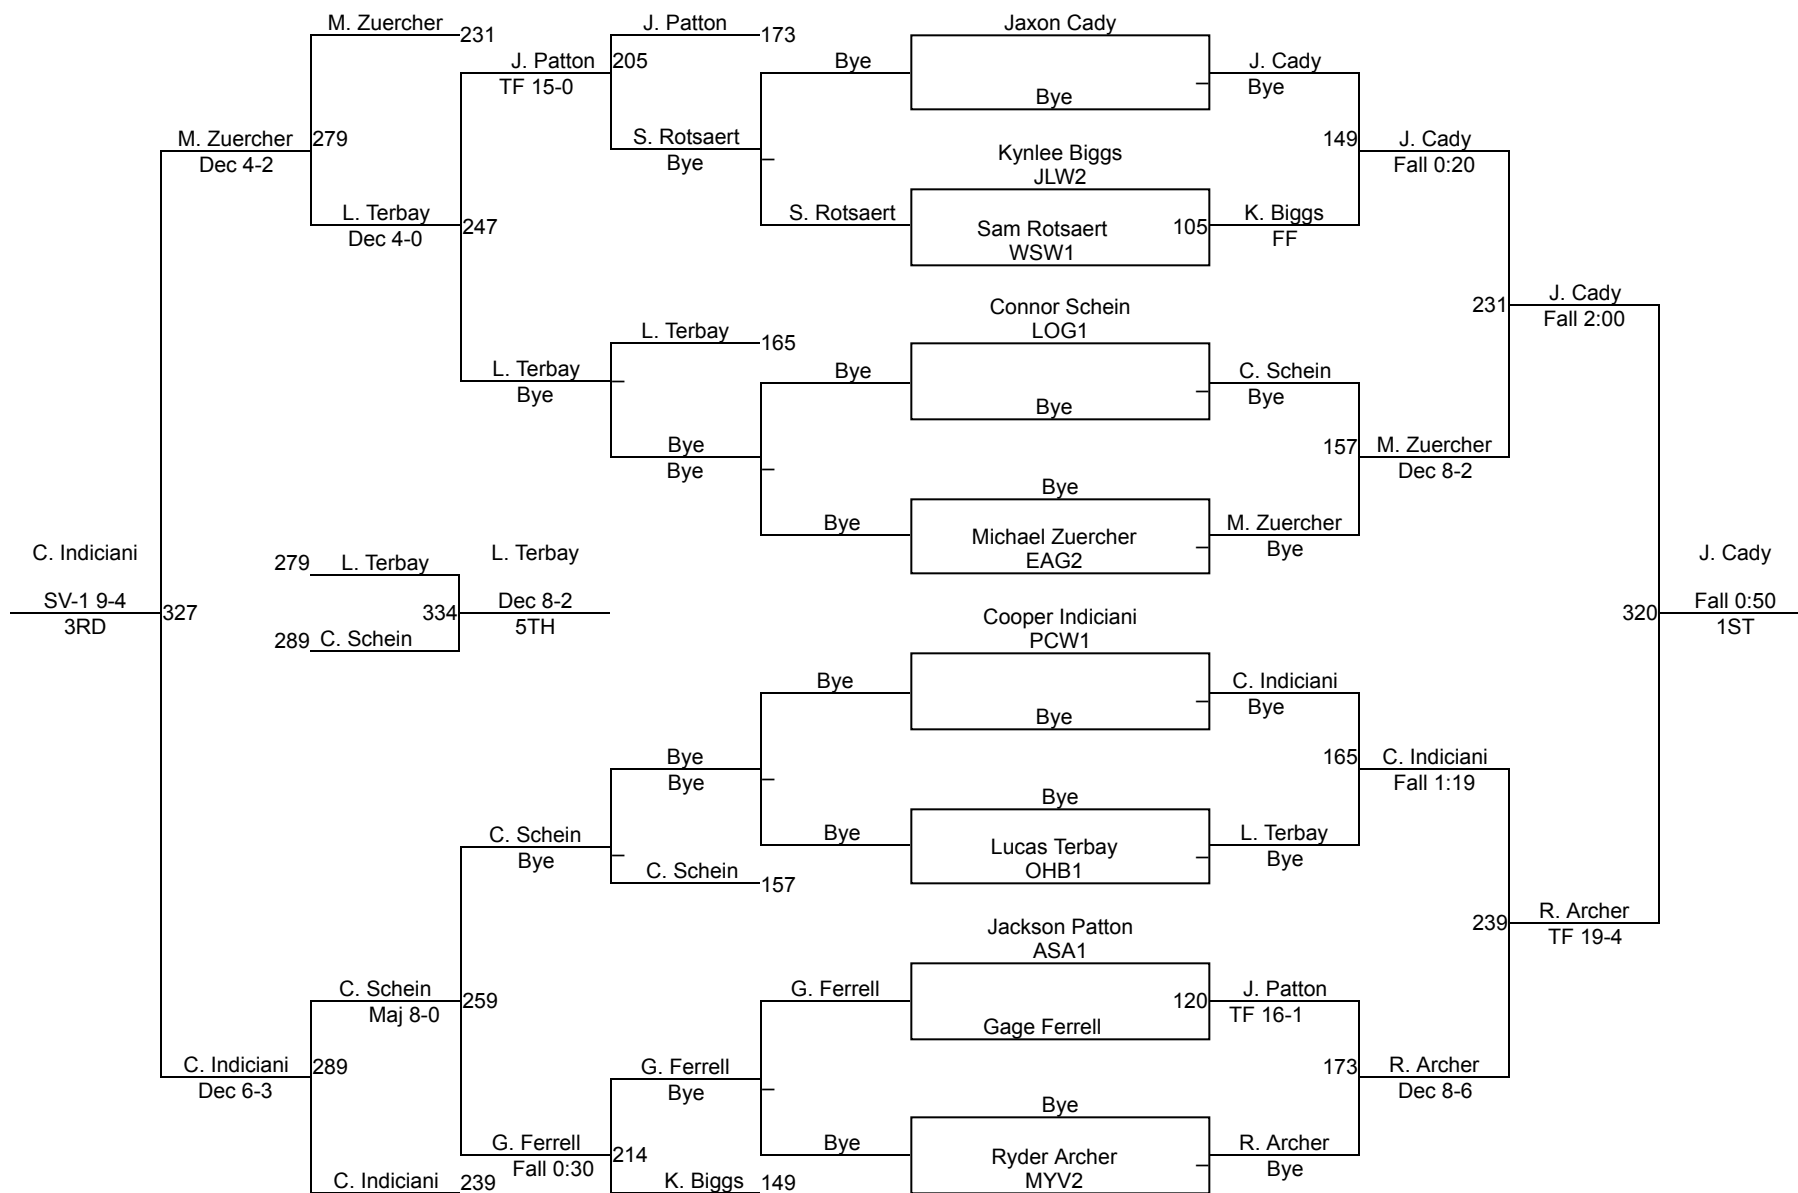 M. Zuercher
231
J. Patton
173
Jaxon Cady
J. Patton
205
TF 15-0
Bye
J. Cady
Bye
Bye
M. Zuercher
279
Dec 4-2
S. Rotsaert
Bye
Kynlee Biggs
JLW2
149
J. Cady
Fall 0:20
L. Terbay
247
Dec 4-0
S. Rotsaert
Sam Rotsaert
WSW1
105
K. Biggs
FF
Connor Schein
LOG1
231
J. Cady
Fall 2:00
L. Terbay
165
L. Terbay
Bye
Bye
Bye
C. Schein
Bye
Bye
Bye
157
M. Zuercher
Dec 8-2
Bye
Bye
Michael Zuercher
EAG2
M. Zuercher
Bye
C. Indiciani
SV-1 9-4
3RD
327
279
L. Terbay
289
C. Schein
334
L. Terbay
Dec 8-2
5TH
J. Cady
320
Fall 0:50
1ST
Cooper Indiciani
PCW1
Bye
Bye
C. Indiciani
Bye
Bye
Bye
165
C. Indiciani
Fall 1:19
Bye
C. Schein
Bye
Bye
Lucas Terbay
OHB1
L. Terbay
Bye
C. Schein
157
Jackson Patton
ASA1
239
R. Archer
TF 19-4
C. Schein
259
Maj 8-0
G. Ferrell
Gage Ferrell
120
J. Patton
TF 16-1
C. Indiciani
289
Dec 6-3
G. Ferrell
Bye
173
R. Archer
Dec 8-6
Bye
G. Ferrell
214
Fall 0:30
Bye
Ryder Archer
MYV2
R. Archer
Bye
C. Indiciani
239
K. Biggs
149